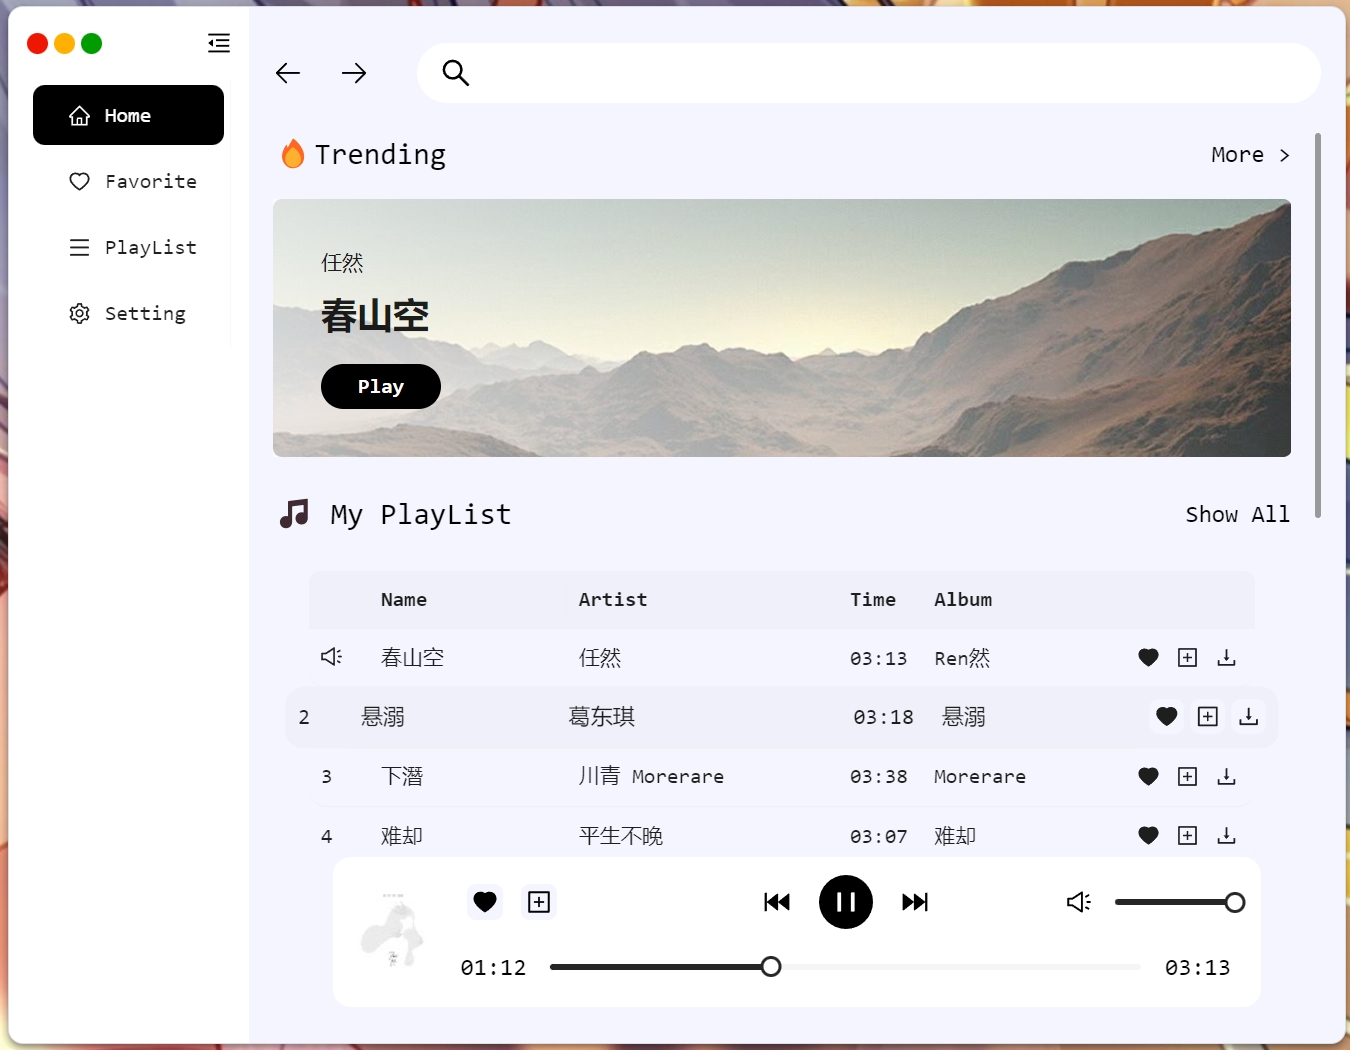 Home
Favorite
PlayList
Setting
Trending
More >
任然
春山空
Play
My PlayList
Show All
Name Artist Time Album
春山空 任然 03:13 Ren然
2 悬溺 葛东琪 03:18 悬溺
3 下潜 川青 Morerare 03:38 Morerare
4 难却 平生不晚 03:07 难却
01:12 03:13